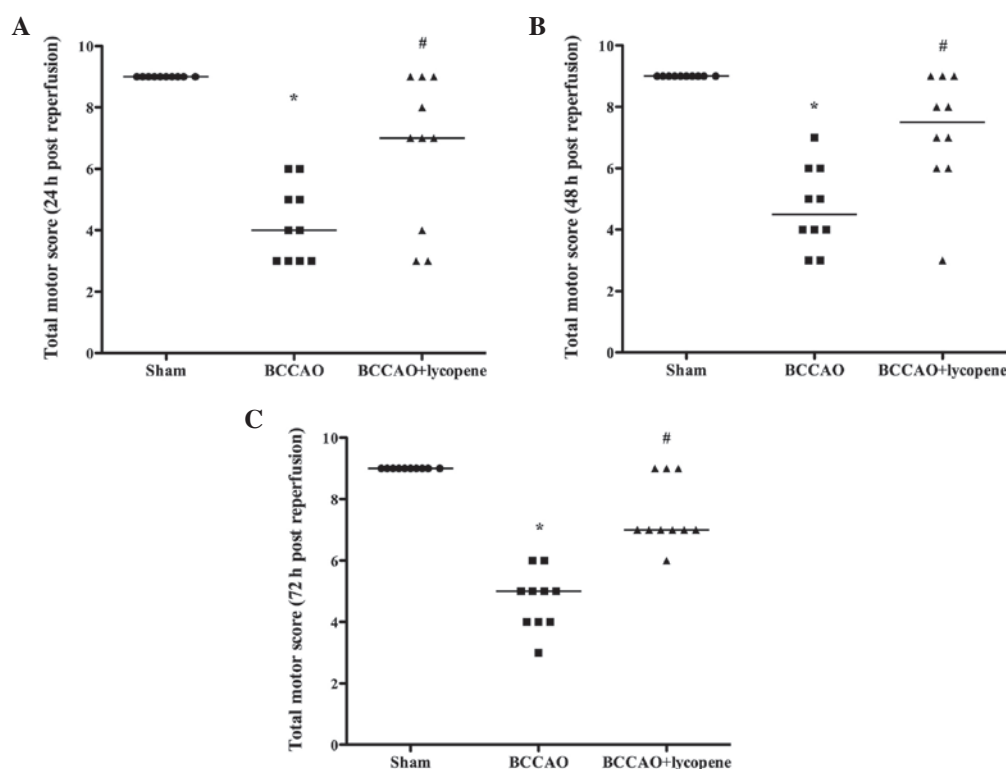 A
Total motor score (24 h post reperfusion)
10
8
6
4
2
0
*
#
Sham
BCCAO
BCCAO+lycopene
B
Total motor score (48 h post reperfusion)
10
8
6
4
2
0
*
#
Sham
BCCAO
BCCAO+lycopene
C
Total motor score (72 h post reperfusion)
10
8
6
4
2
0
*
#
Sham
BCCAO
BCCAO+lycopene